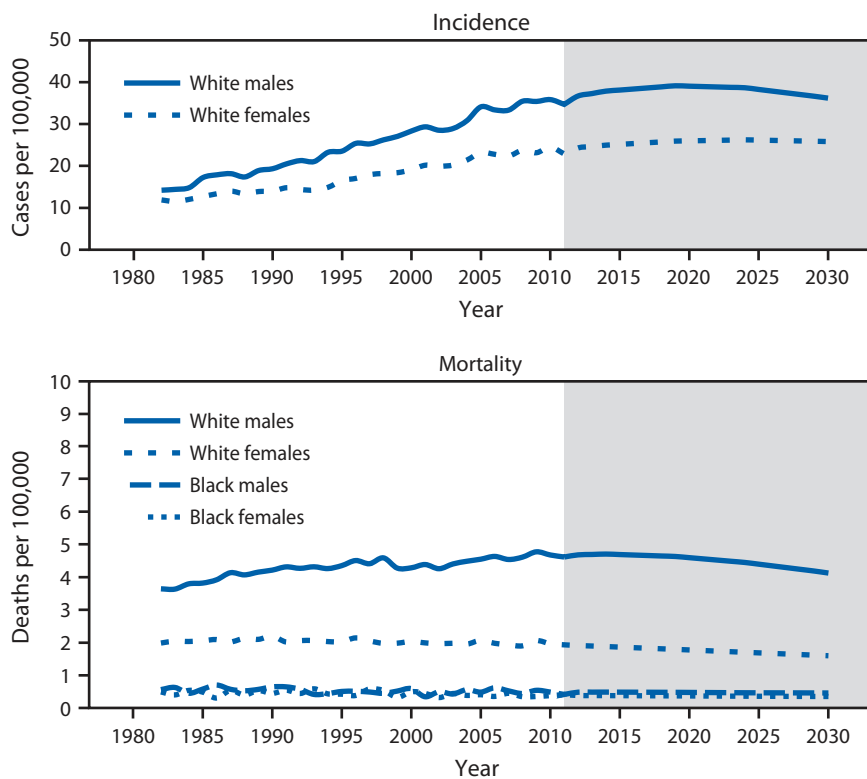 Incidence
Cases per 100,000
50
40
30
20
10
0
White males
White females
1980 1985 1990 1995 2000 2005 2010 2015 2020 2025 2030
Year
Mortality
Deaths per 100,000
10
9
8
7
6
5
4
3
2
1
0
White males
White females
Black males
Black females
1980 1985 1990 1995 2000 2005 2010 2015 2020 2025 2030
Year